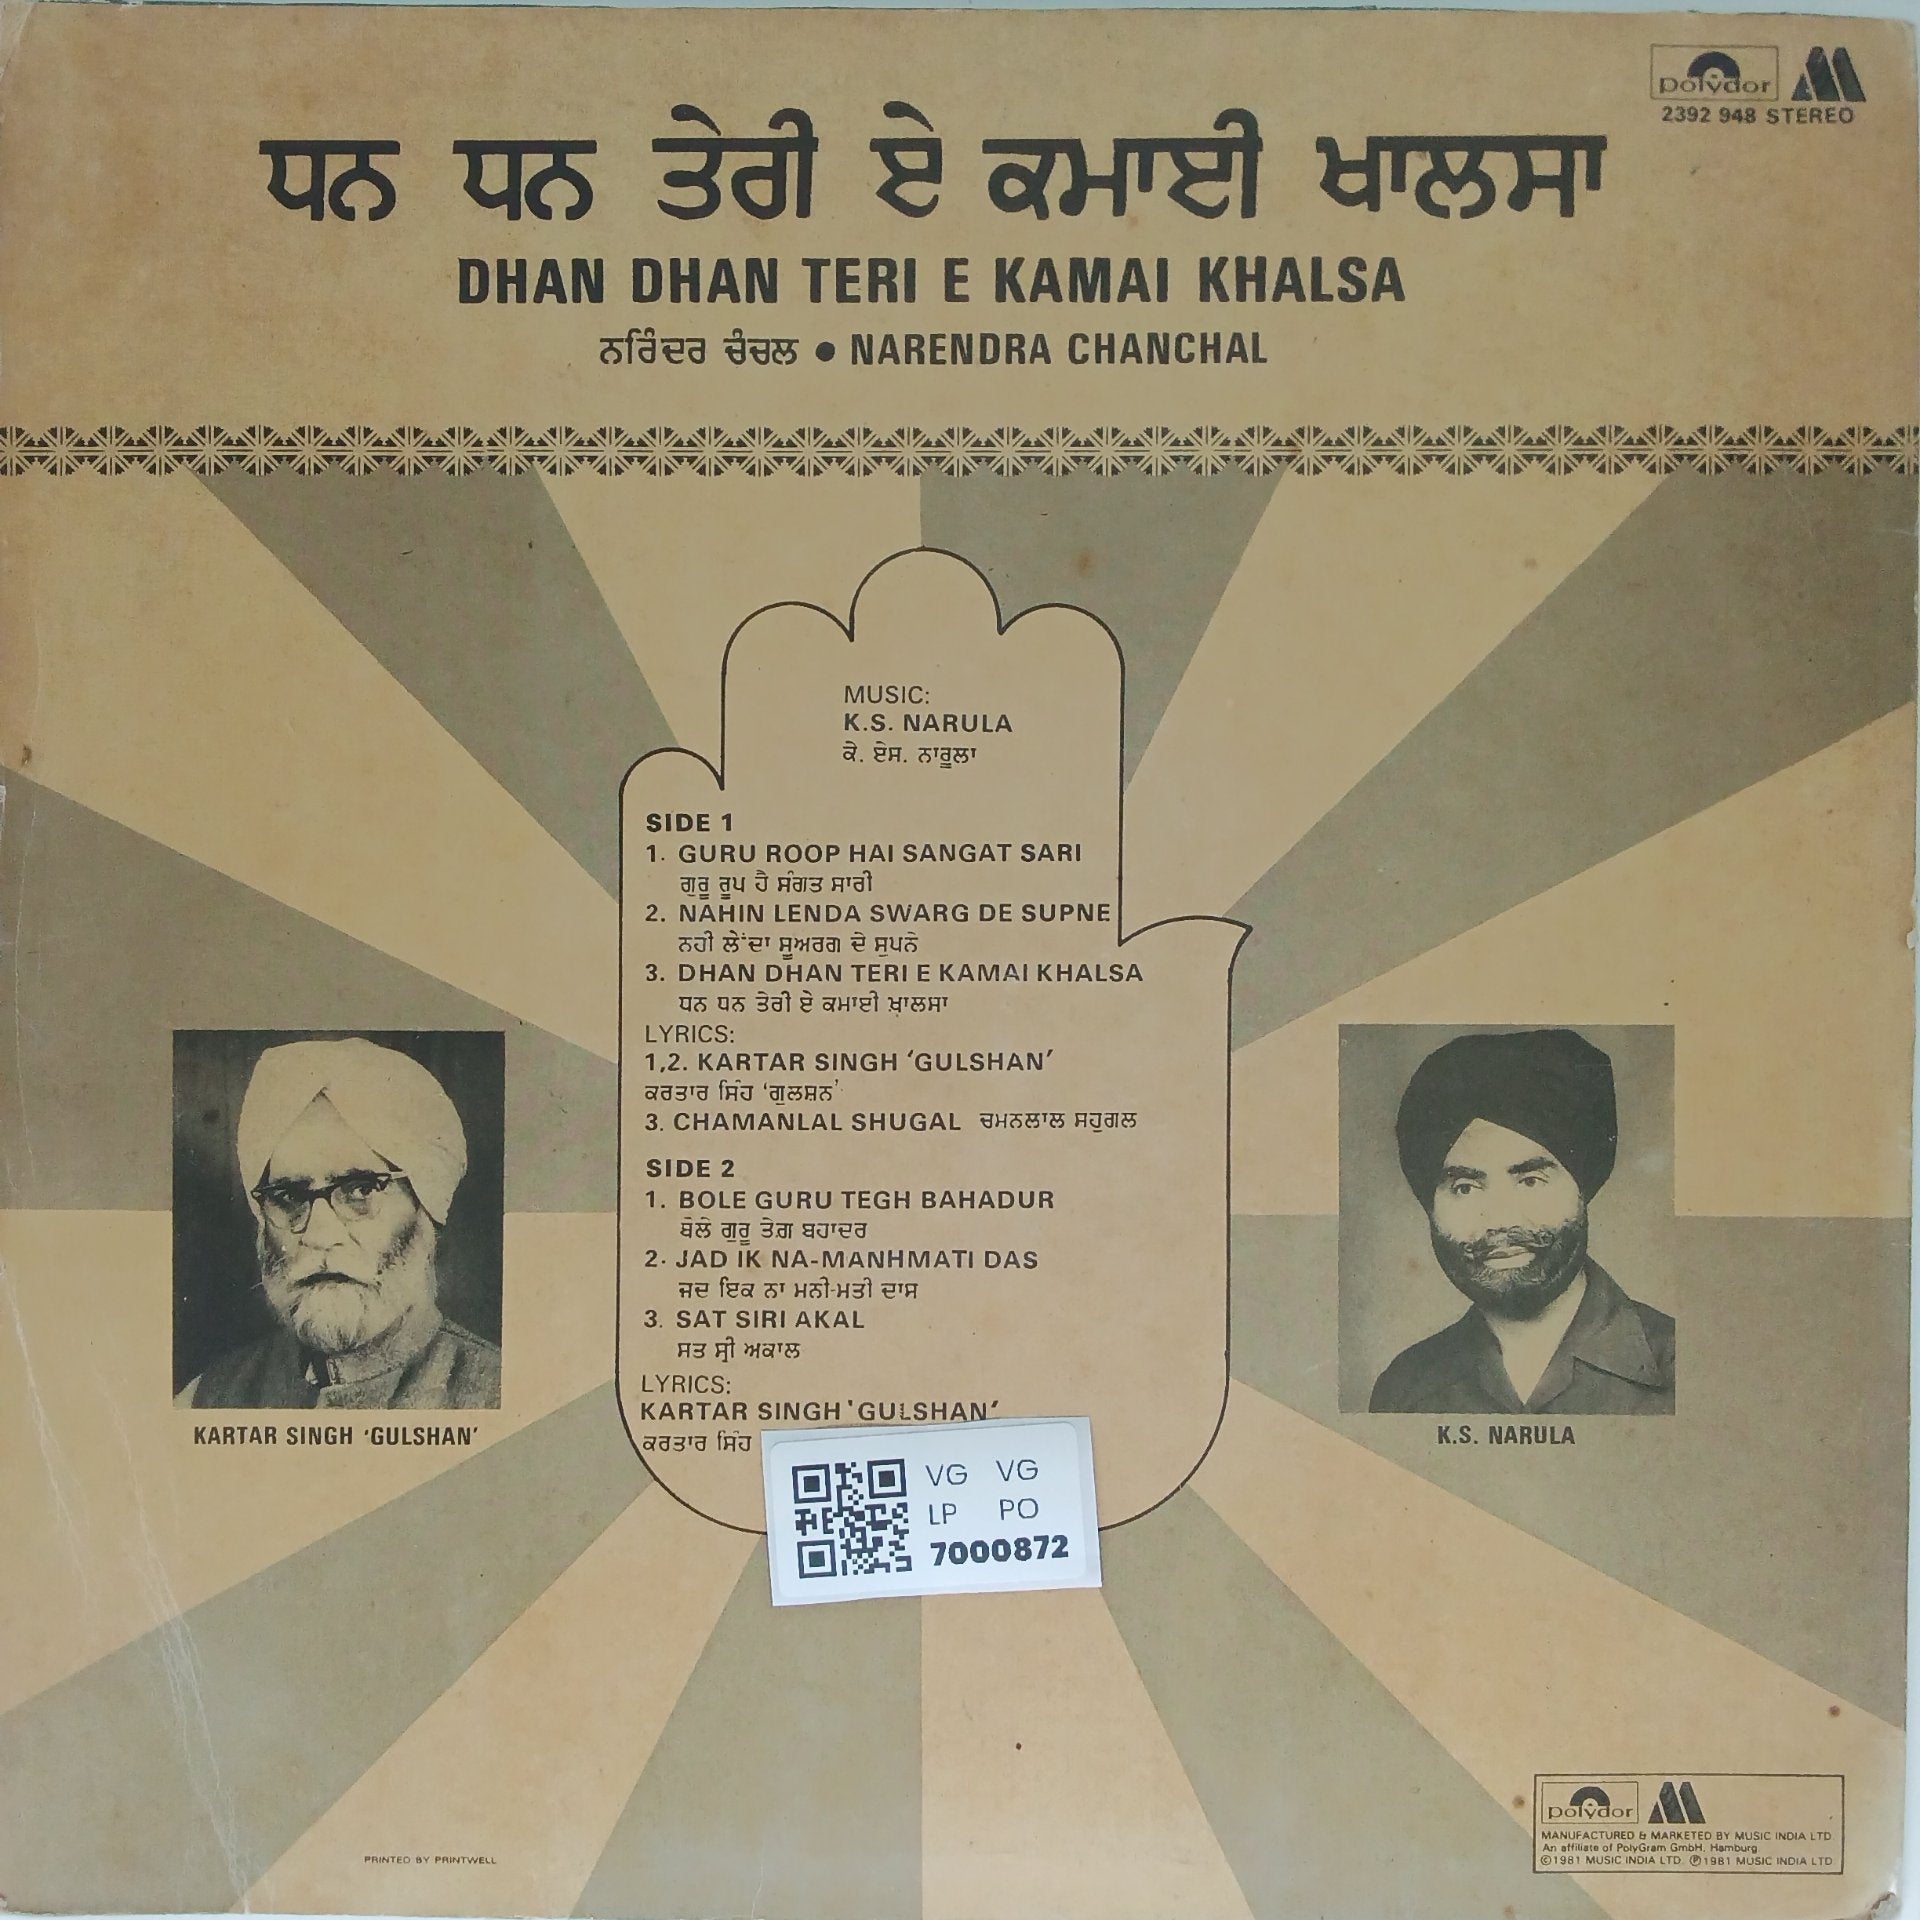 polydor
2392 948 STEREO
ਧਨ ਧਨ ਤੇਰੀ ਏ ਕਮਾਈ ਖਾਲਸਾ
DHAN DHAN TERI E KAMAI KHALSA
ਨਰਿੰਦਰ ਚੰਚਲ • NARENDRA CHANCHAL
MUSIC:
K.S. NARULA
ਕੇ. ਏਸ. ਨਾਰੂਲਾ
SIDE 1
1. GURU ROOP HAI SANGAT SARI
ਗੁਰੂ ਰੂਪ ਹੈ ਸੰਗਤ ਸਾਰੀ
2. NAHIN LENDA SWARG DE SUPNE
ਨਹੀ ਲੇਂਦਾ ਸੂਅਰਗ ਦੇ ਸੁਪਨੇ
3. DHAN DHAN TERI E KAMAI KHALSA
ਧਨ ਧਨ ਤੇਰੀ ਏ ਕਮਾਈ ਖ਼ਾਲਸਾ
LYRICS:
1,2. KARTAR SINGH ‘GULSHAN’
ਕਰਤਾਰ ਸਿੰਹ ‘ਗੁਲਸ਼ਨ’
3. CHAMANLAL SHUGAL ਚਮਨਲਾਲ ਸਹੁਗਲ
SIDE 2
1. BOLE GURU TEGH BAHADUR
ਬੋਲੇ ਗੁਰੂ ਤੇਗ਼ ਬਹਾਦਰ
2. JAD IK NA-MANHMATI DAS
ਜਦ ਇਕ ਨਾ ਮਨੀ-ਮਤੀ ਦਾਸ
3. SAT SIRI AKAL
ਸਤ ਸ੍ਰੀ ਅਕਾਲ
LYRICS:
KARTAR SINGH 'GULSHAN’
ਕਰਤਾਰ ਸਿੰਹ
KARTAR SINGH ‘GULSHAN’
K.S. NARULA
VG VG
LP PO
7000872
PRINTED BY PRINTWELL
polydor
MANUFACTURED & MARKETED BY MUSIC INDIA LTD.
An affiliate of PolyGram GmbH, Hamburg
©1981 MUSIC INDIA LTD. ℗1981 MUSIC INDIA LTD.